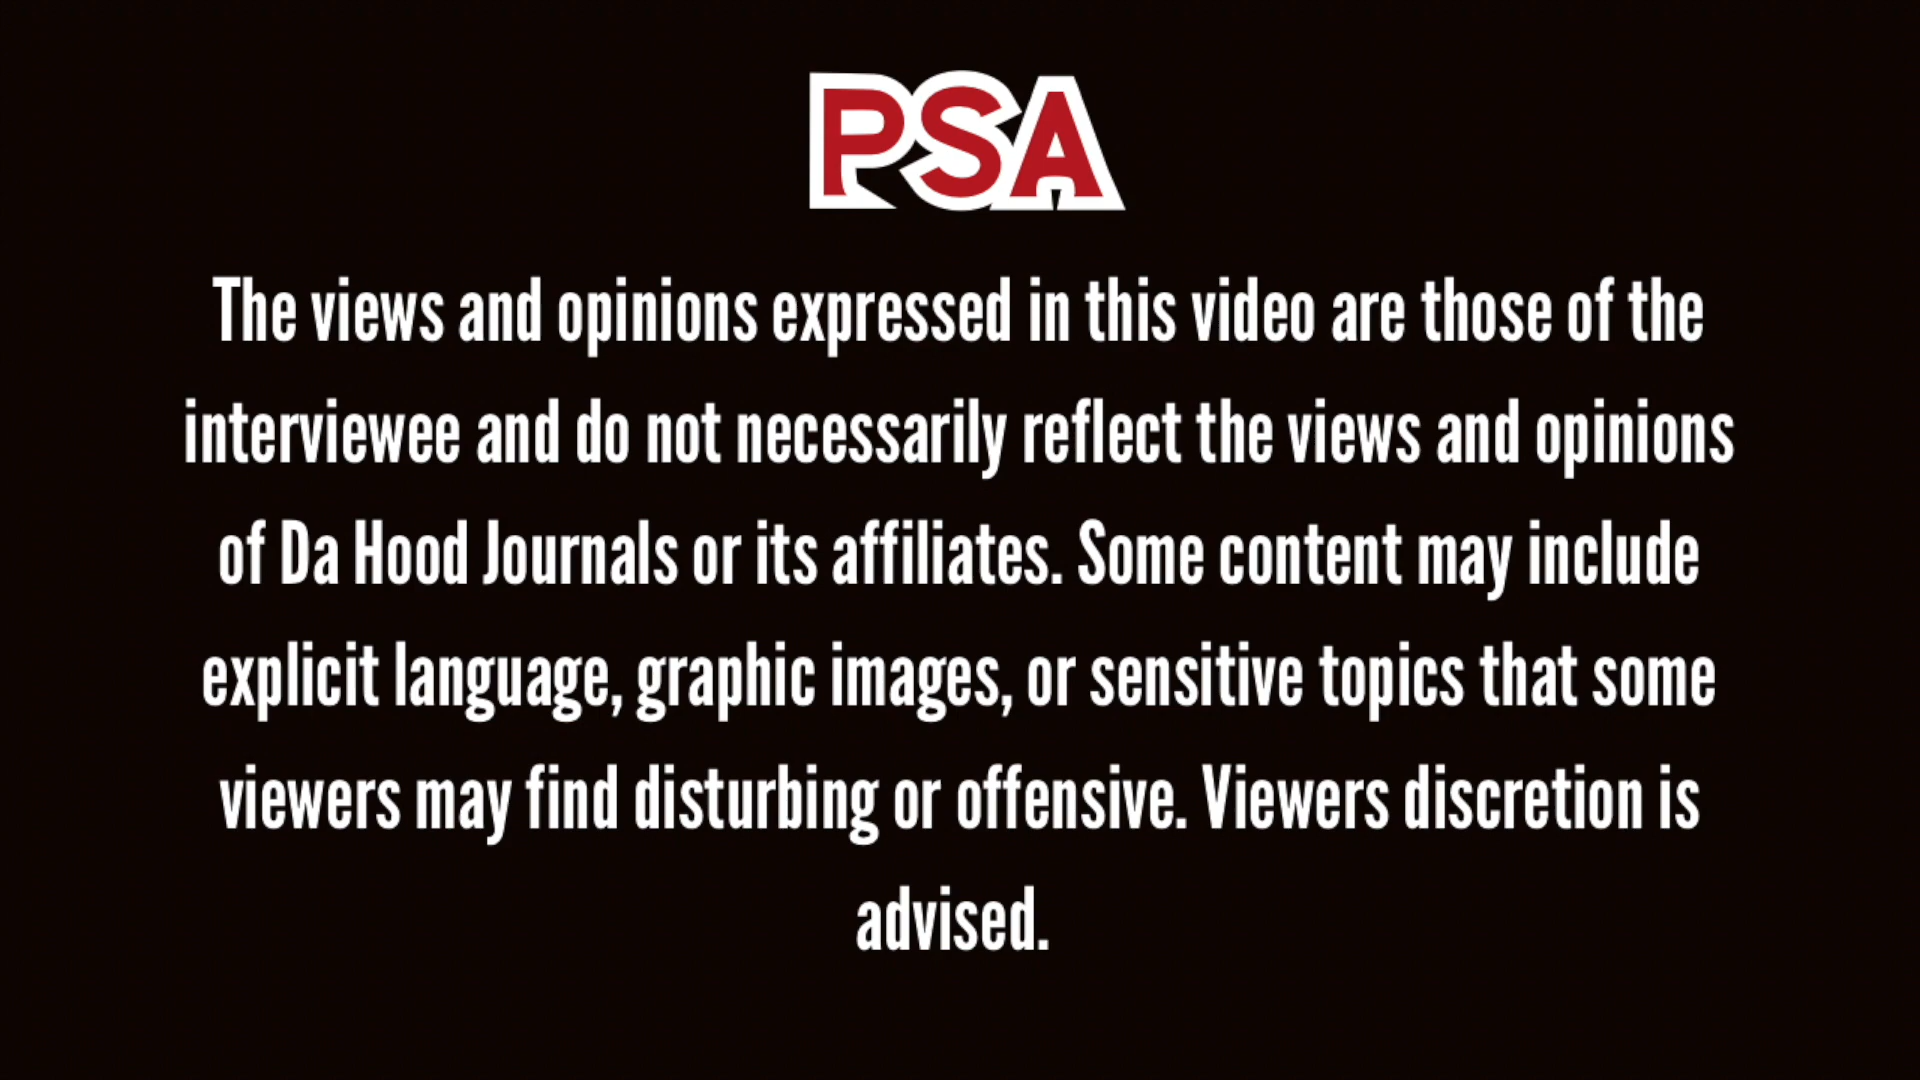 PSA
The views and opinions expressed in this video are those of the
interviewee and do not necessarily reflect the views and opinions
of Da Hood Journals or its affiliates. Some content may include
explicit language, graphic images, or sensitive topics that some
viewers may find disturbing or offensive. Viewers discretion is
advised.